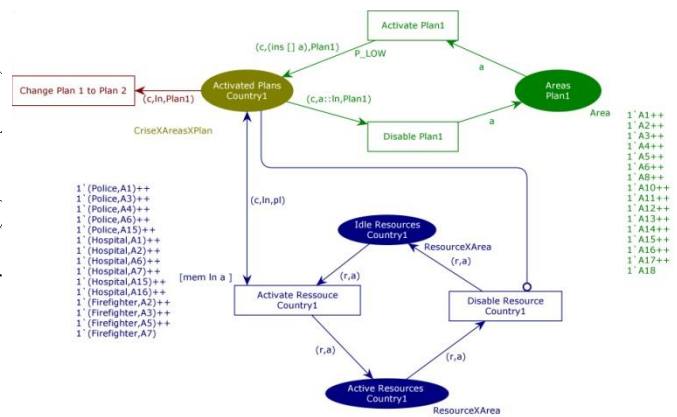 Activate Plan1
(c,(ins [] a),Plan1)
P_LOW
a
Change Plan 1 to Plan 2
(c,ln,Plan1)
Activated Plans
Country1
Areas
Plan1
(c,a::ln,Plan1)
Area
CriseXAreasXPlan
Disable Plan1
a
1`A1++
1`A2++
1`A3++
1`A4++
1`A5++
1`A6++
1`A8++
1`A10++
1`A11++
1`A12++
1`A13++
1`A14++
1`A15++
1`A16++
1`A17++
1`A18
1`(Police,A1)++
1`(Police,A3)++
1`(Police,A4)++
1`(Police,A6)++
1`(Police,A15)++
1`(Hospital,A1)++
1`(Hospital,A2)++
1`(Hospital,A6)++
1`(Hospital,A7)++
1`(Hospital,A15)++
1`(Hospital,A16)++
1`(Firefighter,A2)++
1`(Firefighter,A3)++
1`(Firefighter,A5)++
1`(Firefighter,A7)
(c,ln,pl)
Idle Resources
Country1
ResourceXArea
(r,a)
(r,a)
[mem ln a ]
Activate Ressouce
Country1
Disable Resource
Country1
(r,a)
(r,a)
Active Resources
Country1
ResourceXArea